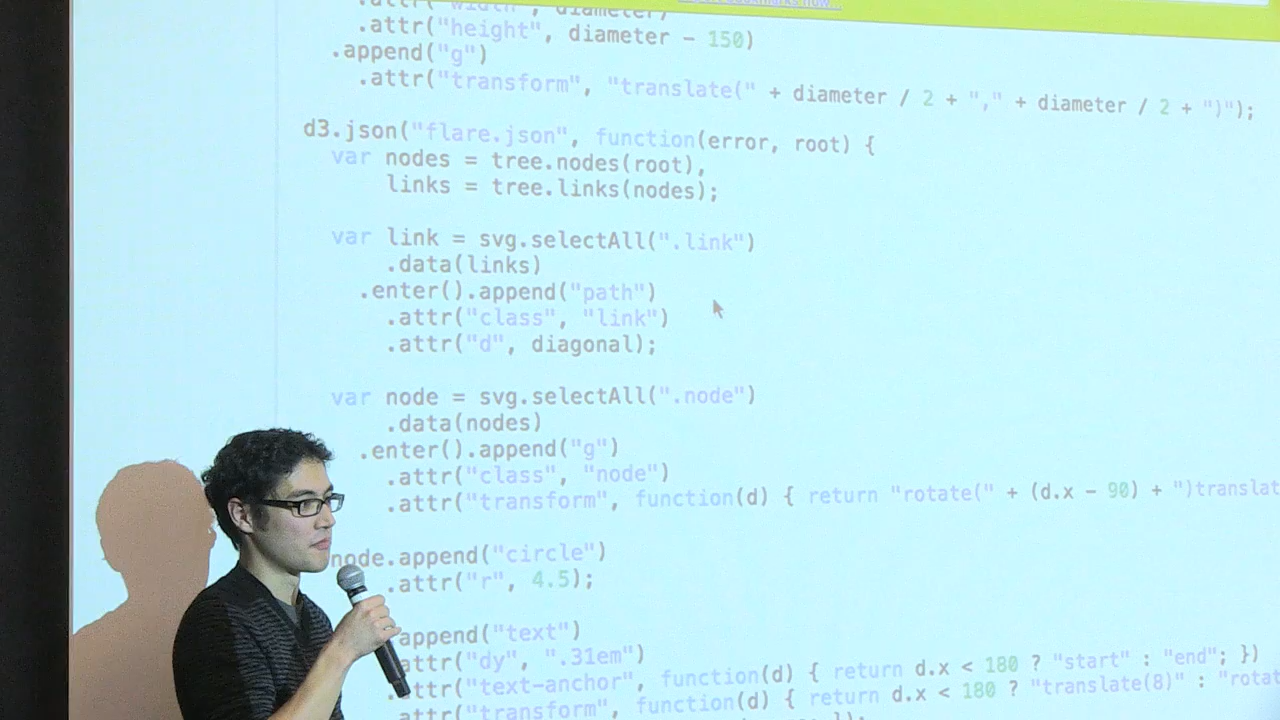 .attr("width", diameter)
.attr("height", diameter - 150)
.append("g")
.attr("transform", "translate(" + diameter / 2 + "," + diameter / 2 + ")");
d3.json("flare.json", function(error, root) {
var nodes = tree.nodes(root),
links = tree.links(nodes);
var link = svg.selectAll(".link")
.data(links)
.enter().append("path")
.attr("class", "link")
.attr("d", diagonal);
var node = svg.selectAll(".node")
.data(nodes)
.enter().append("g")
.attr("class", "node")
.attr("transform", function(d) { return "rotate(" + (d.x - 90) + ")translat
node.append("circle")
.attr("r", 4.5);
append("text")
attr("dy", ".31em")
attr("text-anchor", function(d) { return d.x < 180 ? "start" : "end"; })
attr("transform", function(d) { return d.x < 180 ? "translate(8)" : "rotat